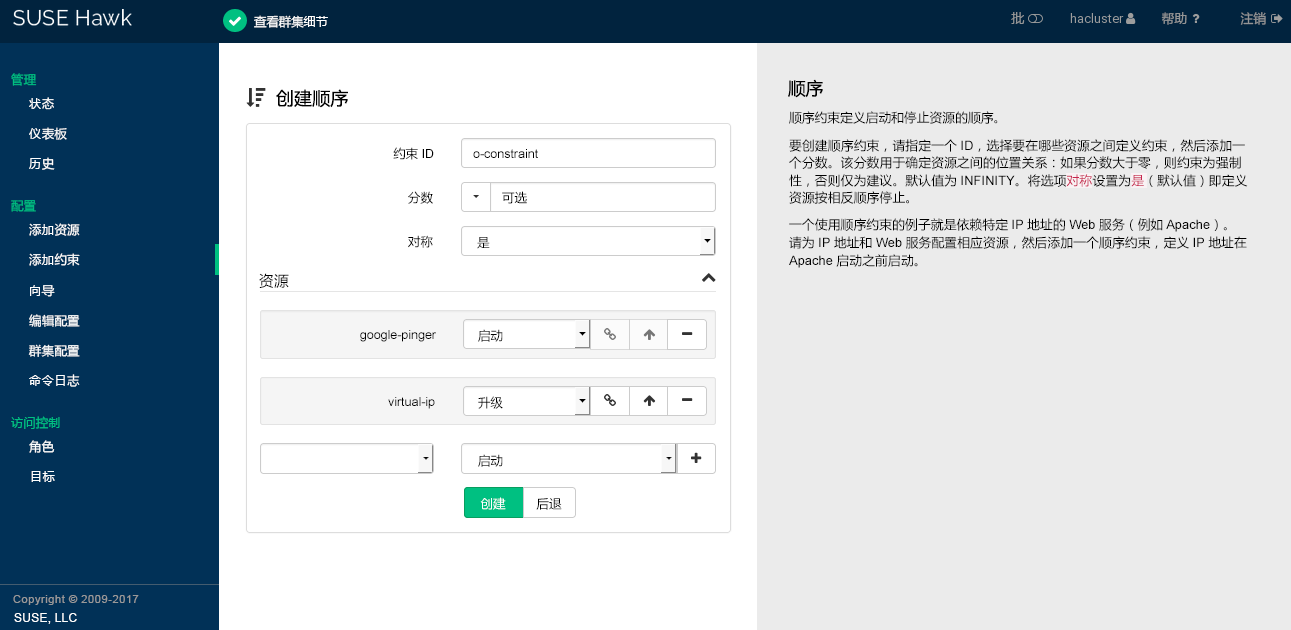 SUSE Hawk
查看群集细节
批
hacluster
帮助 ?
注销
管理
状态
仪表板
历史
配置
添加资源
添加约束
向导
编辑配置
群集配置
命令日志
访问控制
角色
目标
Copyright © 2009-2017
SUSE, LLC
创建顺序
约束 ID
o-constraint
分数
可选
对称
是
资源
google-pinger
启动
virtual-ip
升级
启动
创建
后退
顺序
顺序约束定义启动和停止资源的顺序。
要创建顺序约束，请指定一个 ID，选择要在哪些资源之间定义约束，然后添加一
个分数。该分数用于确定资源之间的位置关系：如果分数大于零，则约束为强制
性，否则仅为建议。默认值为 INFINITY。将选项对称设置为是（默认值）即定义
资源按相反顺序停止。
一个使用顺序约束的例子就是依赖特定 IP 地址的 Web 服务（例如 Apache）。
请为 IP 地址和 Web 服务配置相应资源，然后添加一个顺序约束，定义 IP 地址在
Apache 启动之前启动。